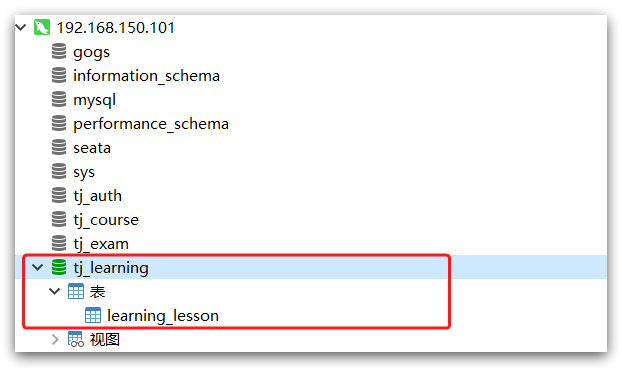 192.168.150.101
gogs
information_schema
mysql
performance_schema
seata
sys
tj_auth
tj_course
tj_exam
tj_learning
表
learning_lesson
视图